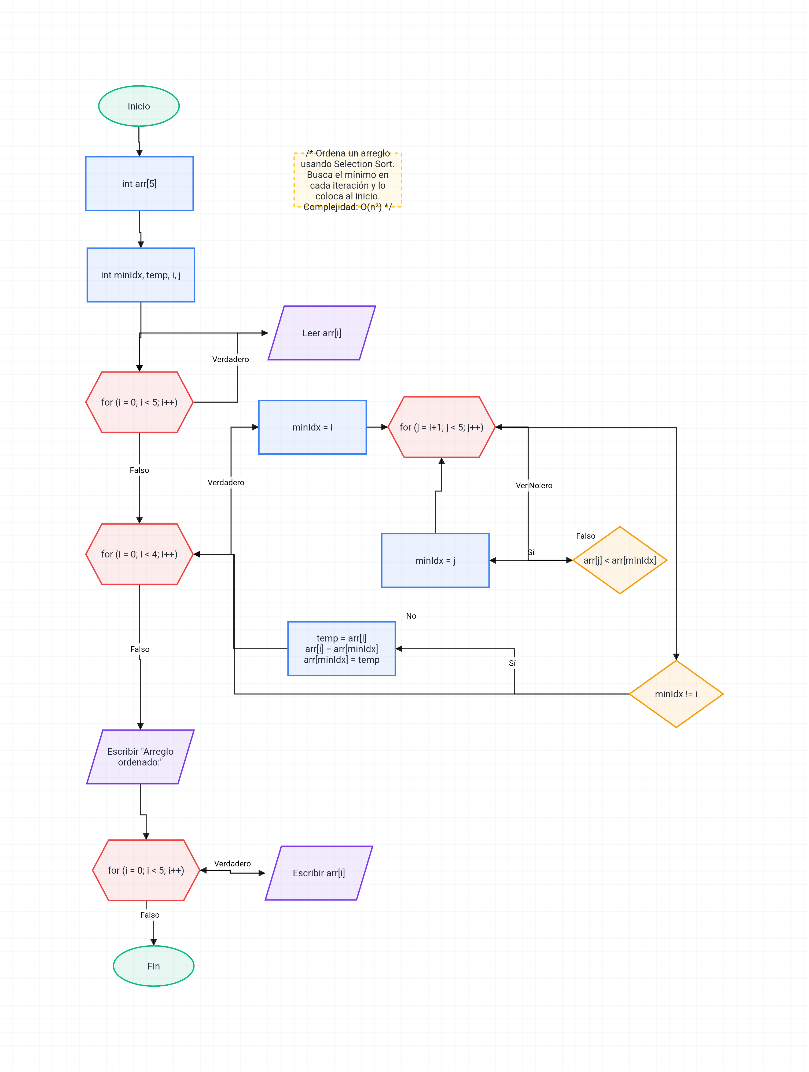 Inicio
int arr[5]
/* Ordena un arreglo
usando Selection Sort.
Busca el mínimo en
cada iteración y lo
coloca al inicio.
Complejidad: O(n²) */
int minIdx, temp, i, j
Leer arr[i]
Verdadero
for (i = 0; i < 5; i++)
minIdx = i
for (j = i+1; j < 5; j++)
Falso
Verdadero
No
Falso
for (i = 0; i < 4; i++)
minIdx = j
Sí
arr[j] < arr[minIdx]
No
temp = arr[i]
arr[i] = arr[minIdx]
arr[minIdx] = temp
Falso
Sí
minIdx != i
Escribir "Arreglo
ordenado:"
Verdadero
for (i = 0; i < 5; i++)
Escribir arr[i]
Falso
Fin